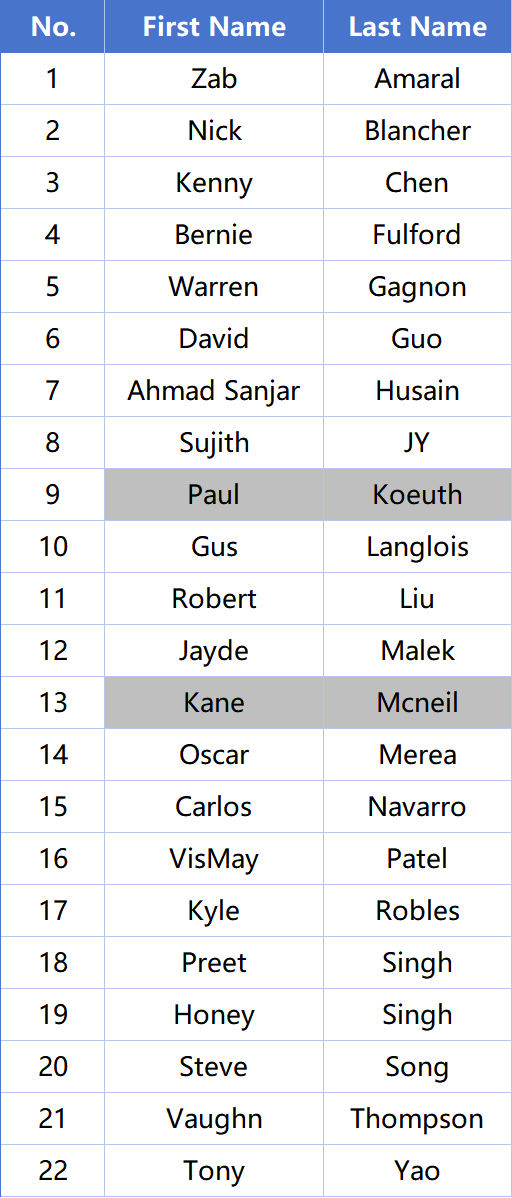 No. First Name Last Name
1 Zab Amaral
2 Nick Blancher
3 Kenny Chen
4 Bernie Fulford
5 Warren Gagnon
6 David Guo
7 Ahmad Sanjar Husain
8 Sujith JY
9 Paul Koeuth
10 Gus Langlois
11 Robert Liu
12 Jayde Malek
13 Kane Mcneil
14 Oscar Merea
15 Carlos Navarro
16 VisMay Patel
17 Kyle Robles
18 Preet Singh
19 Honey Singh
20 Steve Song
21 Vaughn Thompson
22 Tony Yao